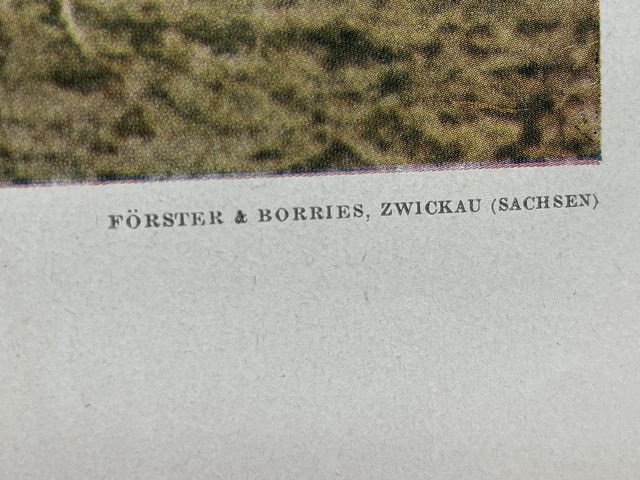 FÖRSTER & BORRIES, ZWICKAU (SACHSEN)